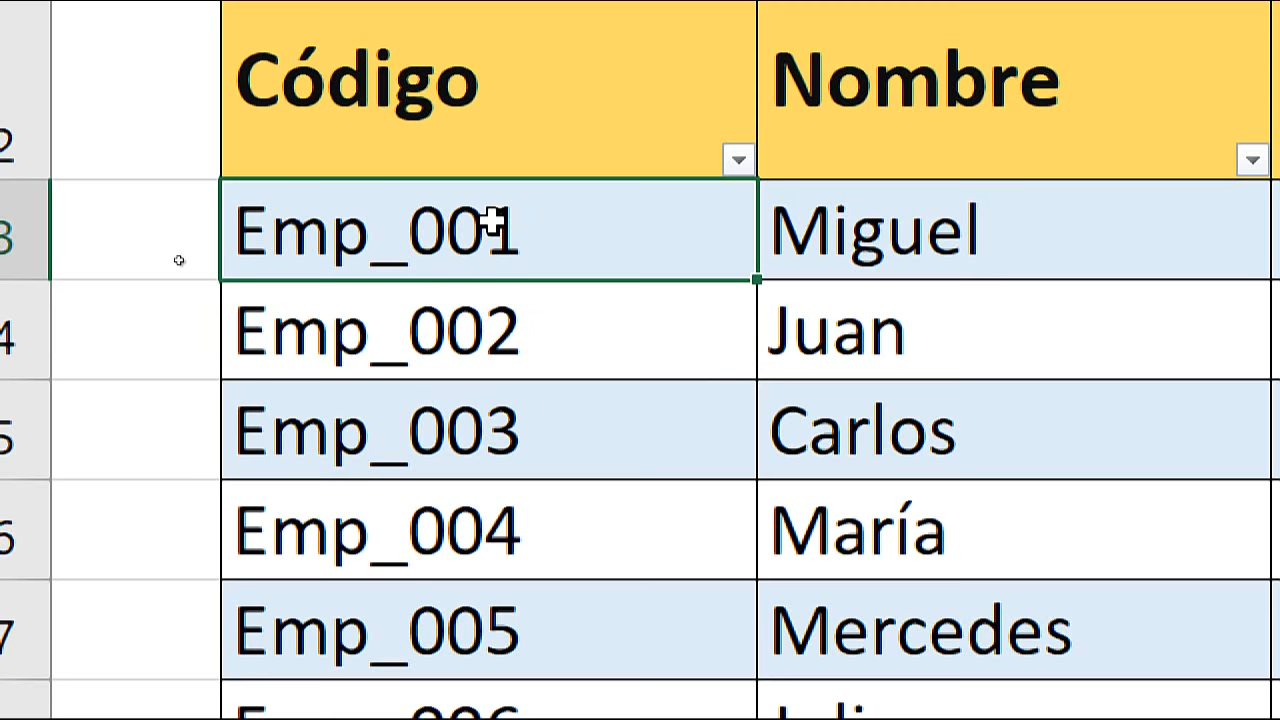 Código Nombre
2
3 Emp_001 Miguel
4 Emp_002 Juan
5 Emp_003 Carlos
6 Emp_004 María
7 Emp_005 Mercedes